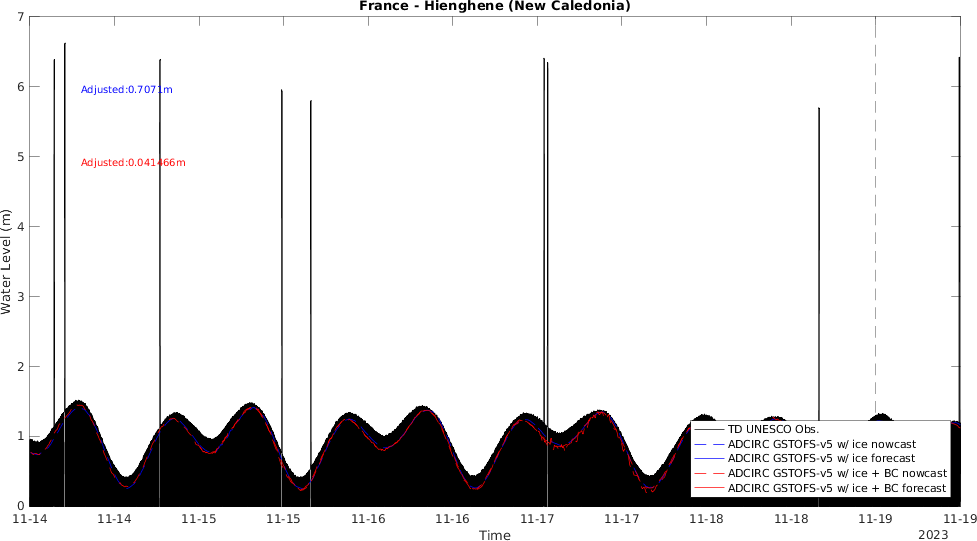 France - Hienghene (New Caledonia)
7
6
5
4
3
2
1
0
Water Level (m)
Adjusted:0.7071m
Adjusted:0.041466m
TD UNESCO Obs.
ADCIRC GSTOFS-v5 w/ ice nowcast
ADCIRC GSTOFS-v5 w/ ice forecast
ADCIRC GSTOFS-v5 w/ ice + BC nowcast
ADCIRC GSTOFS-v5 w/ ice + BC forecast
11-14 11-14 11-15 11-15 11-16 11-16 11-17 11-17 11-18 11-18 11-19 11-19
Time
2023